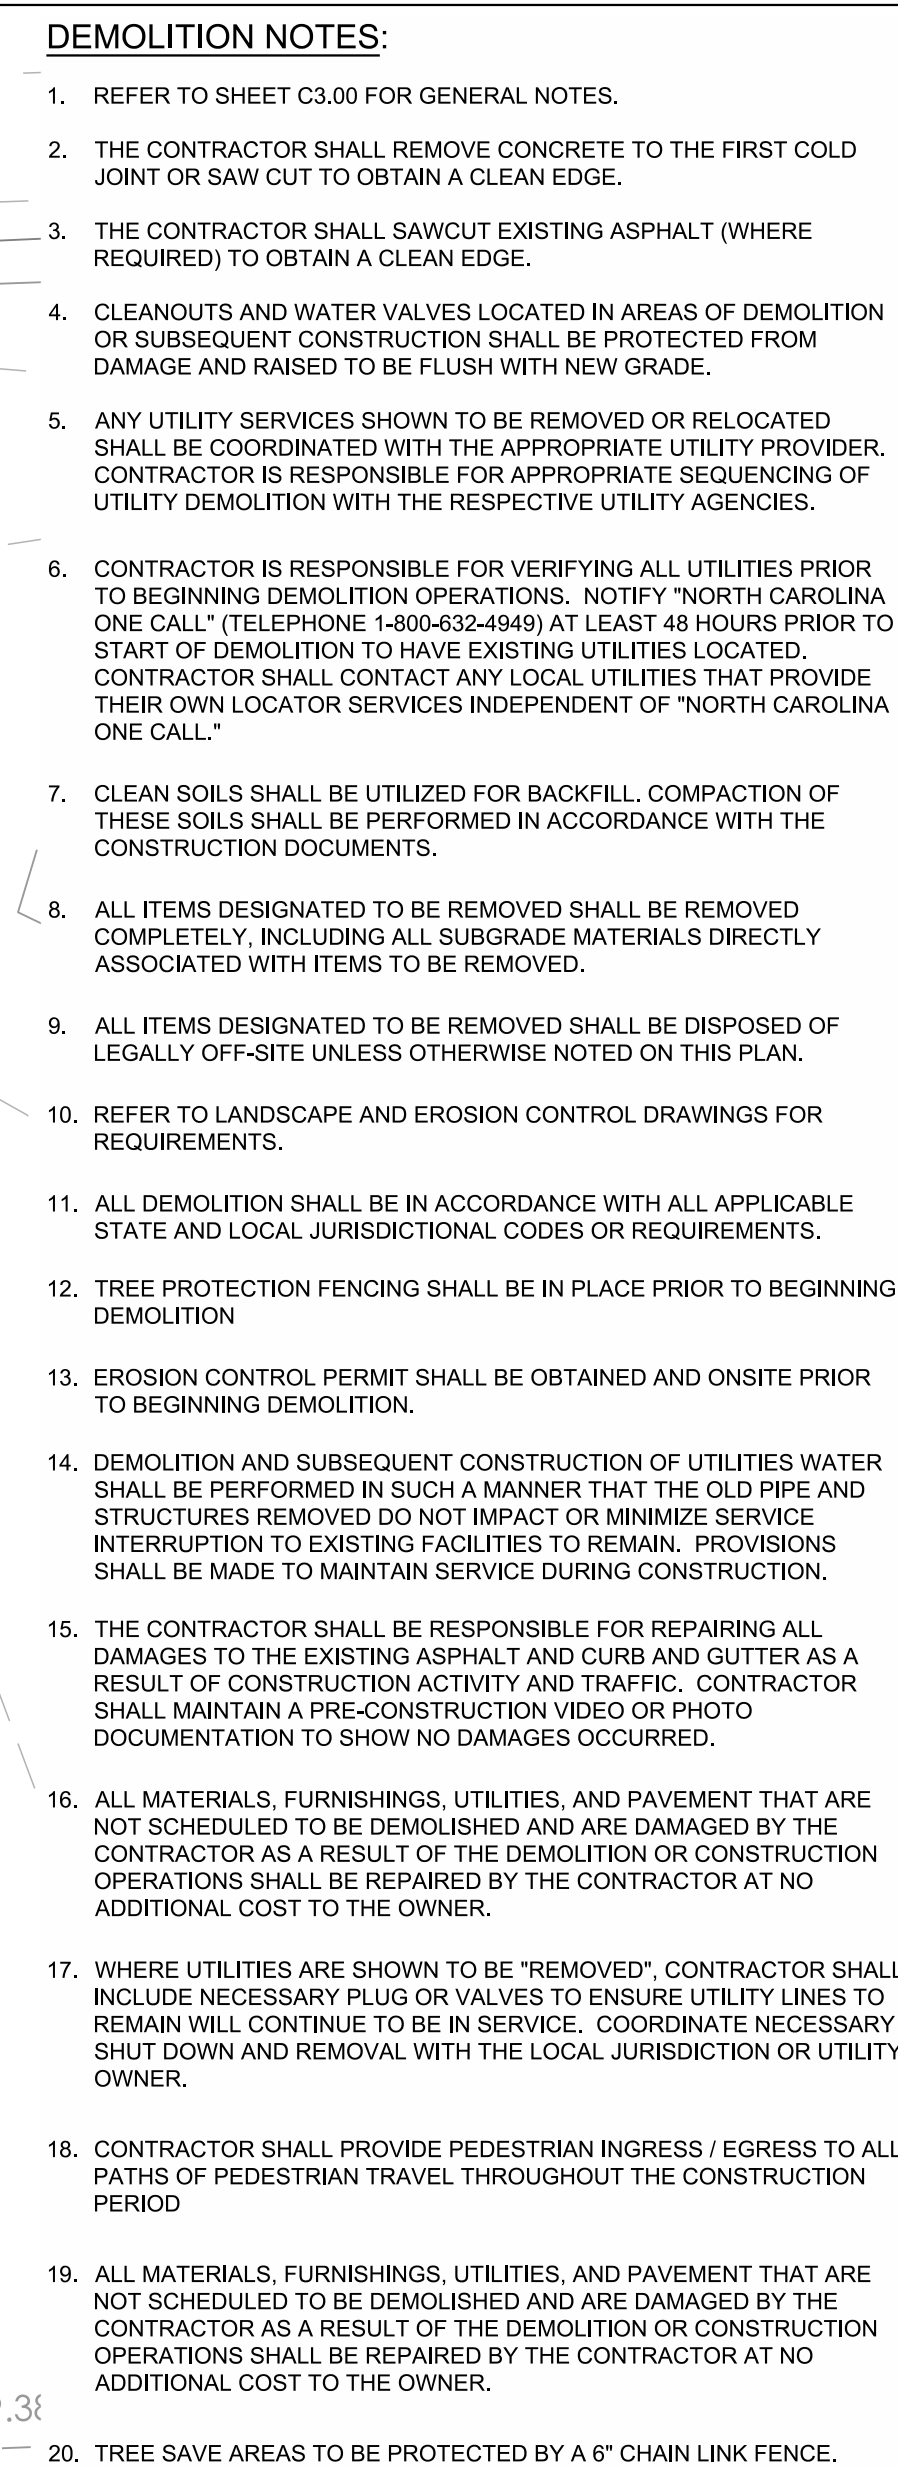 DEMOLITION NOTES:
1. REFER TO SHEET C3.00 FOR GENERAL NOTES.
2. THE CONTRACTOR SHALL REMOVE CONCRETE TO THE FIRST COLD
JOINT OR SAW CUT TO OBTAIN A CLEAN EDGE.
3. THE CONTRACTOR SHALL SAWCUT EXISTING ASPHALT (WHERE
REQUIRED) TO OBTAIN A CLEAN EDGE.
4. CLEANOUTS AND WATER VALVES LOCATED IN AREAS OF DEMOLITION
OR SUBSEQUENT CONSTRUCTION SHALL BE PROTECTED FROM
DAMAGE AND RAISED TO BE FLUSH WITH NEW GRADE.
5. ANY UTILITY SERVICES SHOWN TO BE REMOVED OR RELOCATED
SHALL BE COORDINATED WITH THE APPROPRIATE UTILITY PROVIDER.
CONTRACTOR IS RESPONSIBLE FOR APPROPRIATE SEQUENCING OF
UTILITY DEMOLITION WITH THE RESPECTIVE UTILITY AGENCIES.
6. CONTRACTOR IS RESPONSIBLE FOR VERIFYING ALL UTILITIES PRIOR
TO BEGINNING DEMOLITION OPERATIONS. NOTIFY "NORTH CAROLINA
ONE CALL" (TELEPHONE 1-800-632-4949) AT LEAST 48 HOURS PRIOR TO
START OF DEMOLITION TO HAVE EXISTING UTILITIES LOCATED.
CONTRACTOR SHALL CONTACT ANY LOCAL UTILITIES THAT PROVIDE
THEIR OWN LOCATOR SERVICES INDEPENDENT OF "NORTH CAROLINA
ONE CALL."
7. CLEAN SOILS SHALL BE UTILIZED FOR BACKFILL. COMPACTION OF
THESE SOILS SHALL BE PERFORMED IN ACCORDANCE WITH THE
CONSTRUCTION DOCUMENTS.
8. ALL ITEMS DESIGNATED TO BE REMOVED SHALL BE REMOVED
COMPLETELY, INCLUDING ALL SUBGRADE MATERIALS DIRECTLY
ASSOCIATED WITH ITEMS TO BE REMOVED.
9. ALL ITEMS DESIGNATED TO BE REMOVED SHALL BE DISPOSED OF
LEGALLY OFF-SITE UNLESS OTHERWISE NOTED ON THIS PLAN.
10. REFER TO LANDSCAPE AND EROSION CONTROL DRAWINGS FOR
REQUIREMENTS.
11. ALL DEMOLITION SHALL BE IN ACCORDANCE WITH ALL APPLICABLE
STATE AND LOCAL JURISDICTIONAL CODES OR REQUIREMENTS.
12. TREE PROTECTION FENCING SHALL BE IN PLACE PRIOR TO BEGINNING
DEMOLITION
13. EROSION CONTROL PERMIT SHALL BE OBTAINED AND ONSITE PRIOR
TO BEGINNING DEMOLITION.
14. DEMOLITION AND SUBSEQUENT CONSTRUCTION OF UTILITIES WATER
SHALL BE PERFORMED IN SUCH A MANNER THAT THE OLD PIPE AND
STRUCTURES REMOVED DO NOT IMPACT OR MINIMIZE SERVICE
INTERRUPTION TO EXISTING FACILITIES TO REMAIN. PROVISIONS
SHALL BE MADE TO MAINTAIN SERVICE DURING CONSTRUCTION.
15. THE CONTRACTOR SHALL BE RESPONSIBLE FOR REPAIRING ALL
DAMAGES TO THE EXISTING ASPHALT AND CURB AND GUTTER AS A
RESULT OF CONSTRUCTION ACTIVITY AND TRAFFIC. CONTRACTOR
SHALL MAINTAIN A PRE-CONSTRUCTION VIDEO OR PHOTO
DOCUMENTATION TO SHOW NO DAMAGES OCCURRED.
16. ALL MATERIALS, FURNISHINGS, UTILITIES, AND PAVEMENT THAT ARE
NOT SCHEDULED TO BE DEMOLISHED AND ARE DAMAGED BY THE
CONTRACTOR AS A RESULT OF THE DEMOLITION OR CONSTRUCTION
OPERATIONS SHALL BE REPAIRED BY THE CONTRACTOR AT NO
ADDITIONAL COST TO THE OWNER.
17. WHERE UTILITIES ARE SHOWN TO BE "REMOVED", CONTRACTOR SHALL
INCLUDE NECESSARY PLUG OR VALVES TO ENSURE UTILITY LINES TO
REMAIN WILL CONTINUE TO BE IN SERVICE. COORDINATE NECESSARY
SHUT DOWN AND REMOVAL WITH THE LOCAL JURISDICTION OR UTILITY
OWNER.
18. CONTRACTOR SHALL PROVIDE PEDESTRIAN INGRESS / EGRESS TO ALL
PATHS OF PEDESTRIAN TRAVEL THROUGHOUT THE CONSTRUCTION
PERIOD
19. ALL MATERIALS, FURNISHINGS, UTILITIES, AND PAVEMENT THAT ARE
NOT SCHEDULED TO BE DEMOLISHED AND ARE DAMAGED BY THE
CONTRACTOR AS A RESULT OF THE DEMOLITION OR CONSTRUCTION
OPERATIONS SHALL BE REPAIRED BY THE CONTRACTOR AT NO
ADDITIONAL COST TO THE OWNER.
20. TREE SAVE AREAS TO BE PROTECTED BY A 6" CHAIN LINK FENCE.